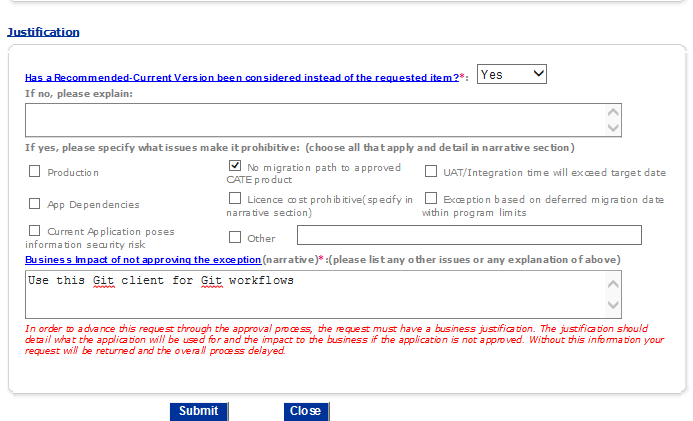 Justification
Has a Recommended-Current Version been considered instead of the requested item?*: Yes
If no, please explain:
If yes, please specify what issues make it prohibitive: (choose all that apply and detail in narrative section)
Production
No migration path to approved
CATE product
UAT/Integration time will exceed target date
App Dependencies
Licence cost prohibitive(specify in
narrative section)
Exception based on deferred migration date
within program limits
Current Application poses
information security risk
Other
Business Impact of not approving the exception(narrative)*:(please list any other issues or any explanation of above)
Use this Git client for Git workflows
In order to advance this request through the approval process, the request must have a business justification. The justification should
detail what the application will be used for and the impact to the business if the application is not approved. Without this information your
request will be returned and the overall process delayed.
Submit Close